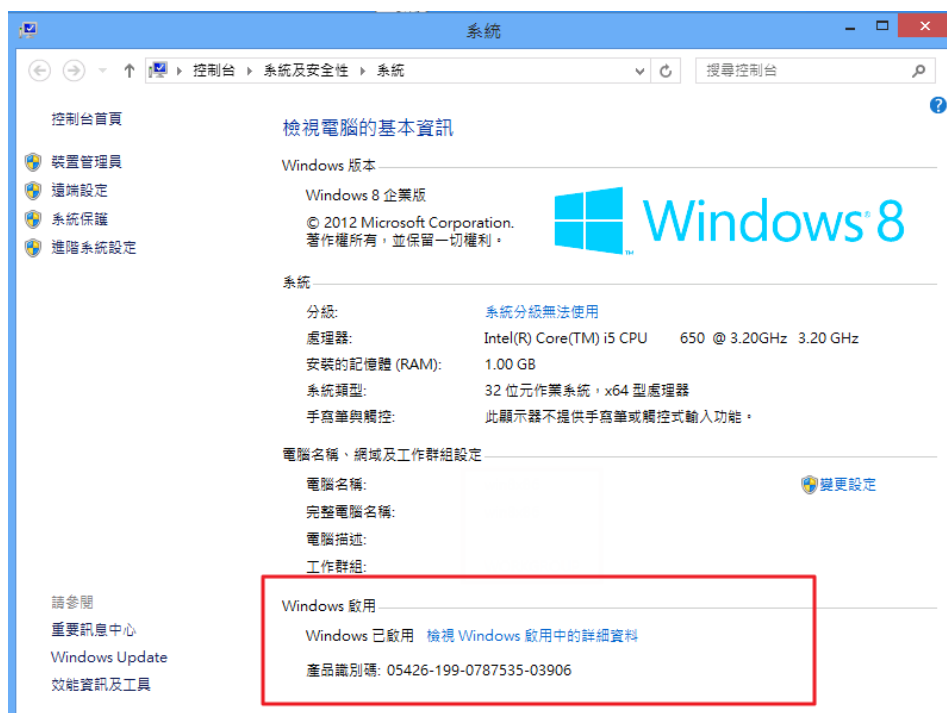 系統
控制台 系統及安全性 系統
搜尋控制台
控制台首頁
裝置管理員
遠端設定
系統保護
進階系統設定
檢視電腦的基本資訊
Windows 版本
Windows 8 企業版
© 2012 Microsoft Corporation.
著作權所有,並保留一切權利。
Windows® 8
系統
分級: 系統分級無法使用
處理器: Intel(R) Core(TM) i5 CPU 650 @ 3.20GHz 3.20 GHz
安裝的記憶體 (RAM): 1.00 GB
系統類型: 32 位元作業系統,x64 型處理器
手寫筆與觸控: 此顯示器不提供手寫筆或觸控式輸入功能。
電腦名稱、網域及工作群組設定
電腦名稱: 變更設定
完整電腦名稱:
電腦描述:
工作群組:
Windows 啟用
Windows 已啟用 檢視 Windows 啟用中的詳細資料
產品識別碼: 05426-199-0787535-03906
請參閱
重要訊息中心
Windows Update
效能資訊及工具